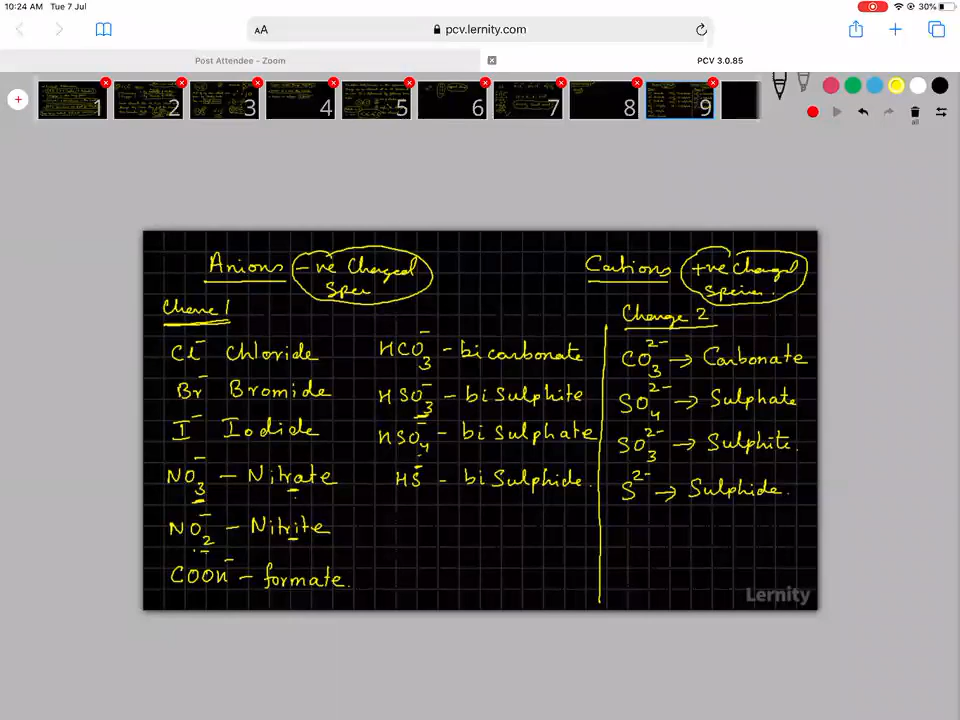 10:24 AM Tue 7 Jul
30%
AA
pcv.lernity.com
Post Attendee - Zoom
PCV 3.0.85
1 2 3 4 5 6 7 8 9
all
Anions -ve Charged
Spec
Cations +ve Charged
Species.
Charge 1
Charge 2
Cl⁻ Chloride
Br⁻ Bromide
I⁻ Iodide
NO₃⁻ - Nitrate
NO₂⁻ - Nitrite
COOH⁻ - formate.
HCO₃⁻ - bicarbonate
HSO₃⁻ - bi Sulphite
HSO₄⁻ - bi Sulphate
HS⁻ - bi Sulphide.
CO₃²⁻ → Carbonate
SO₄²⁻ → Sulphate
SO₃²⁻ → Sulphite.
S²⁻ → Sulphide.
Lernity